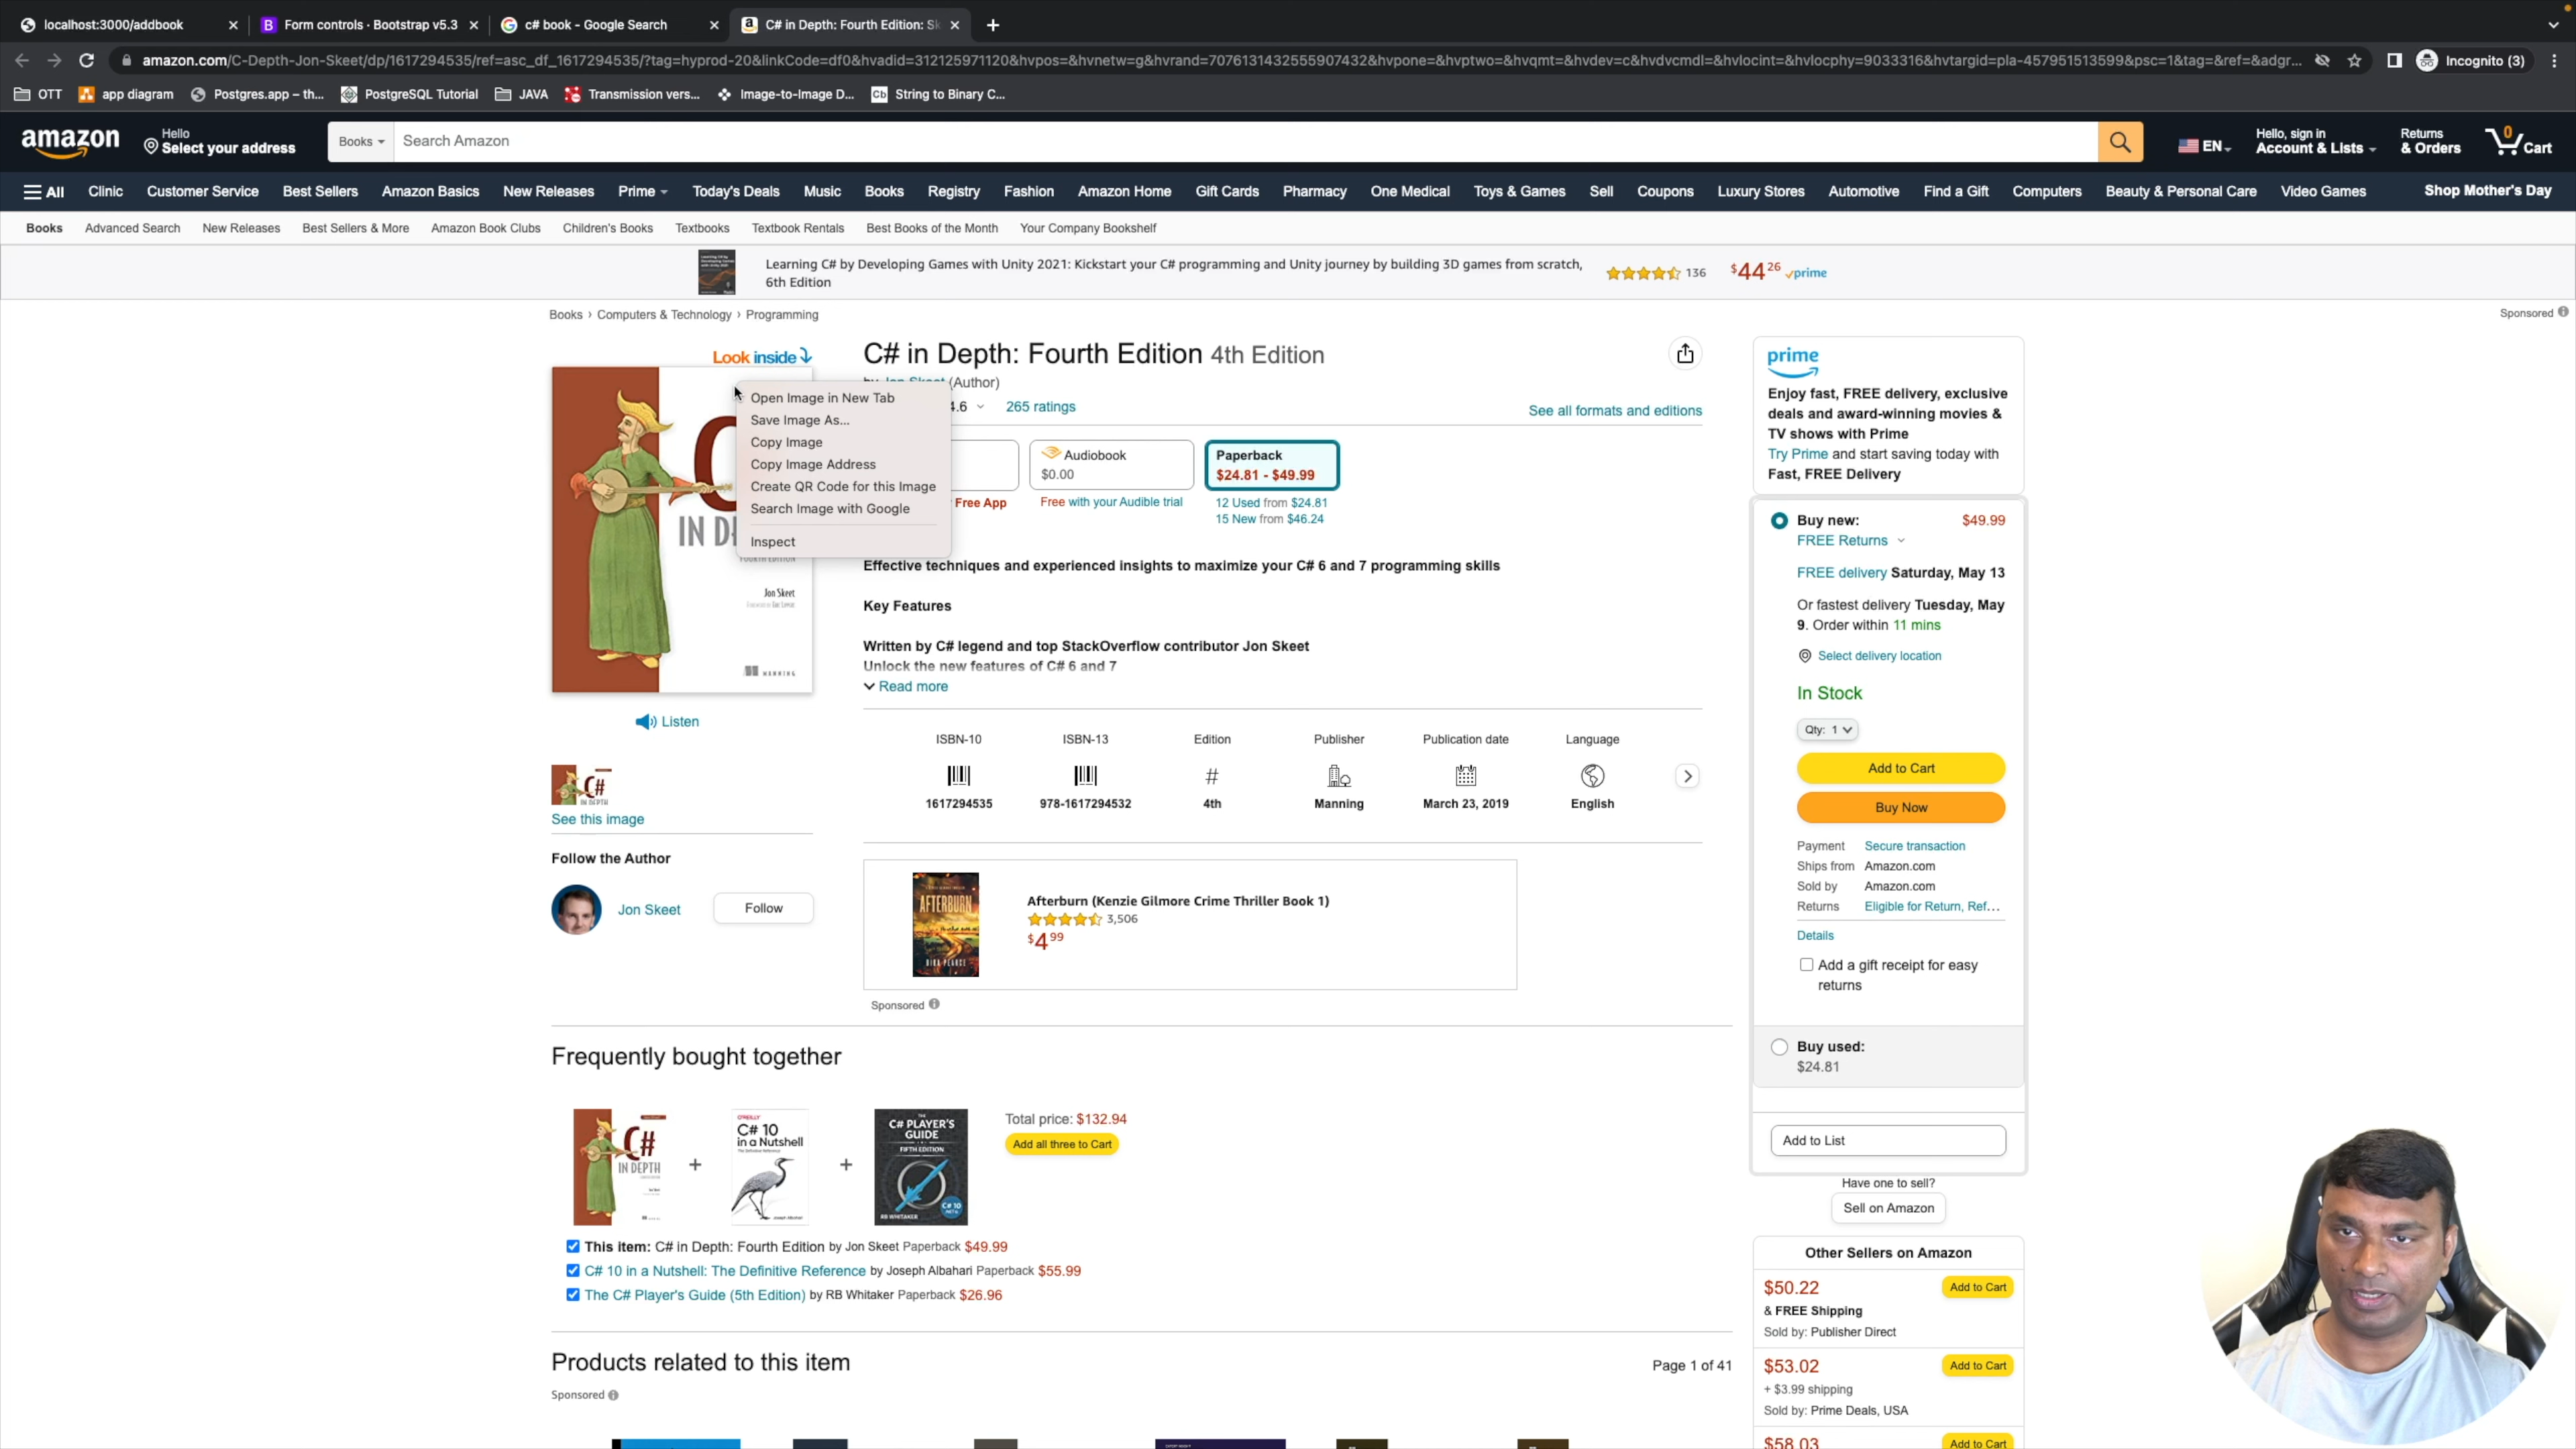 localhost:3000/addbook
Form controls · Bootstrap v5.3
c# book - Google Search
C# in Depth: Fourth Edition: Sk
amazon.com/C-Depth-Jon-Skeet/dp/1617294535/ref=asc_df_1617294535/?tag=hyprod-20&linkCode=df0&hvadid=312125971120&hvpos=&hvnetw=g&hvrand=7076131432555907432&hvpone=&hvptwo=&hvqmt=&hvdev=c&hvdvcmdl=&hvlocint=&hvlocphy=9033316&hvtargid=pla-457951513599&psc=1&tag=&ref=&adgr...
Incognito (3)
OTT
app diagram
Postgres.app – th...
PostgreSQL Tutorial
JAVA
Transmission vers...
Image-to-Image D...
Cb String to Binary C...
amazon
Hello
Select your address
Books
Search Amazon
EN
Hello, sign in
Account & Lists
Returns
& Orders
0
Cart
All Clinic Customer Service Best Sellers Amazon Basics New Releases Prime Today's Deals Music Books Registry Fashion Amazon Home Gift Cards Pharmacy One Medical Toys & Games Sell Coupons Luxury Stores Automotive Find a Gift Computers Beauty & Personal Care Video Games Shop Mother's Day
Books Advanced Search New Releases Best Sellers & More Amazon Book Clubs Children's Books Textbooks Textbook Rentals Best Books of the Month Your Company Bookshelf
Learning C# by Developing Games with Unity 2021: Kickstart your C# programming and Unity journey by building 3D games from scratch,
6th Edition
136
$44 26 prime
Sponsored
Books › Computers & Technology › Programming
Look inside
C# in Depth: Fourth Edition 4th Edition
by Jon Skeet (Author)
4.6 265 ratings
See all formats and editions
Open Image in New Tab
Save Image As...
Copy Image
Copy Image Address
Create QR Code for this Image
Search Image with Google
Inspect
Free App
Audiobook
$0.00
Free with your Audible trial
Paperback
$24.81 - $49.99
12 Used from $24.81
15 New from $46.24
C
IN D
FOURTH EDITION
Jon Skeet
MANNING
Effective techniques and experienced insights to maximize your C# 6 and 7 programming skills
Key Features
Written by C# legend and top StackOverflow contributor Jon Skeet
Unlock the new features of C# 6 and 7
Read more
Listen
C#
IN DEPTH
See this image
Follow the Author
Jon Skeet
Follow
ISBN-10
1617294535
ISBN-13
978-1617294532
Edition
#
4th
Publisher
Manning
Publication date
March 23, 2019
Language
English
AFTERBURN
Afterburn (Kenzie Gilmore Crime Thriller Book 1)
3,506
$4 99
Sponsored
prime
Enjoy fast, FREE delivery, exclusive
deals and award-winning movies &
TV shows with Prime
Try Prime and start saving today with
Fast, FREE Delivery
Buy new: $49.99
FREE Returns
FREE delivery Saturday, May 13
Or fastest delivery Tuesday, May
9. Order within 11 mins
Select delivery location
In Stock
Qty: 1
Add to Cart
Buy Now
Payment Secure transaction
Ships from Amazon.com
Sold by Amazon.com
Returns Eligible for Return, Ref...
Details
Add a gift receipt for easy
returns
Buy used:
$24.81
Add to List
Have one to sell?
Sell on Amazon
Other Sellers on Amazon
$50.22 Add to Cart
& FREE Shipping
Sold by: Publisher Direct
$53.02 Add to Cart
+ $3.99 shipping
Sold by: Prime Deals, USA
$58.03 Add to Cart
Frequently bought together
C#
IN DEPTH
+
O'REILLY
C# 10
in a Nutshell
+
THE
C# PLAYER'S
GUIDE
FIFTH EDITION
C# 10
RB WHITAKER
Total price: $132.94
Add all three to Cart
This item: C# in Depth: Fourth Edition by Jon Skeet Paperback $49.99
C# 10 in a Nutshell: The Definitive Reference by Joseph Albahari Paperback $55.99
The C# Player's Guide (5th Edition) by RB Whitaker Paperback $26.96
Products related to this item
Page 1 of 41
Sponsored